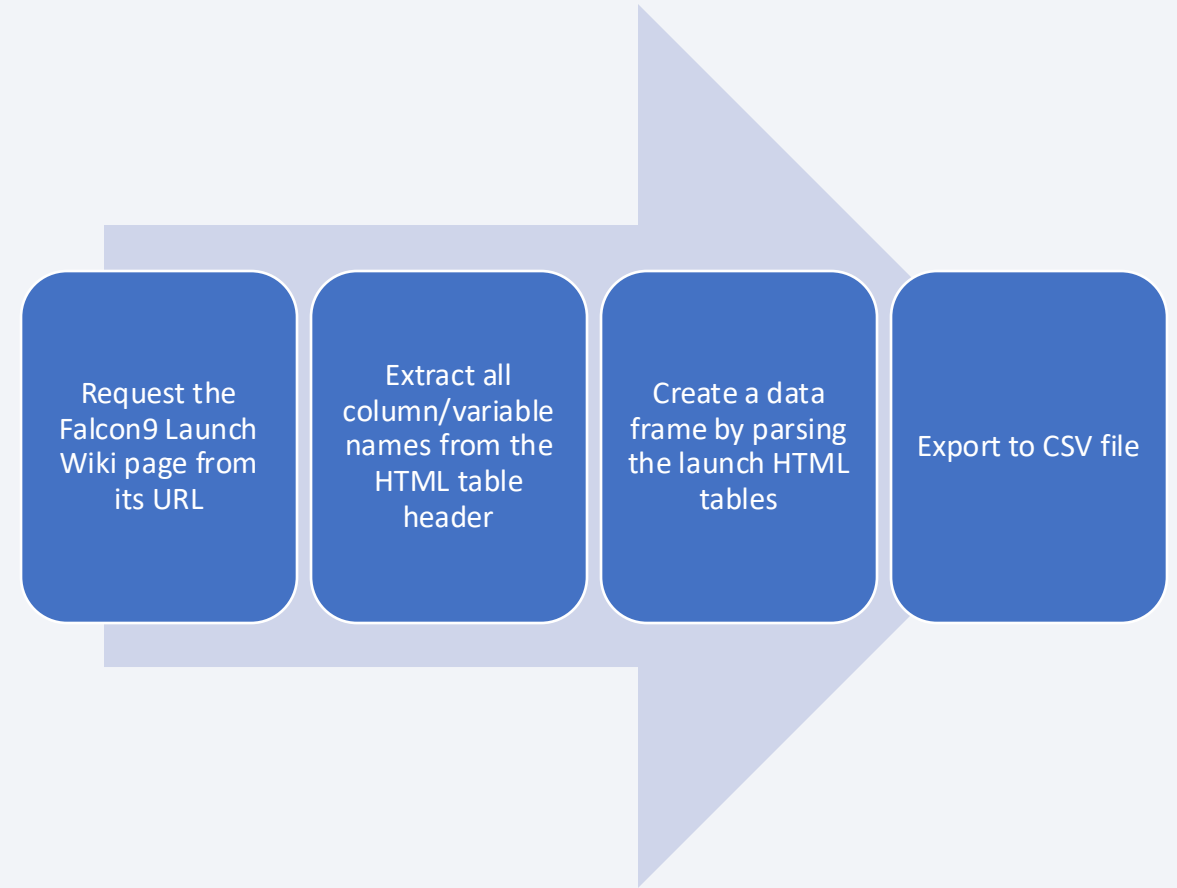 Request the
Falcon9 Launch
Wiki page from
its URL
Extract all
column/variable
names from the
HTML table
header
Create a data
frame by parsing
the launch HTML
tables
Export to CSV file